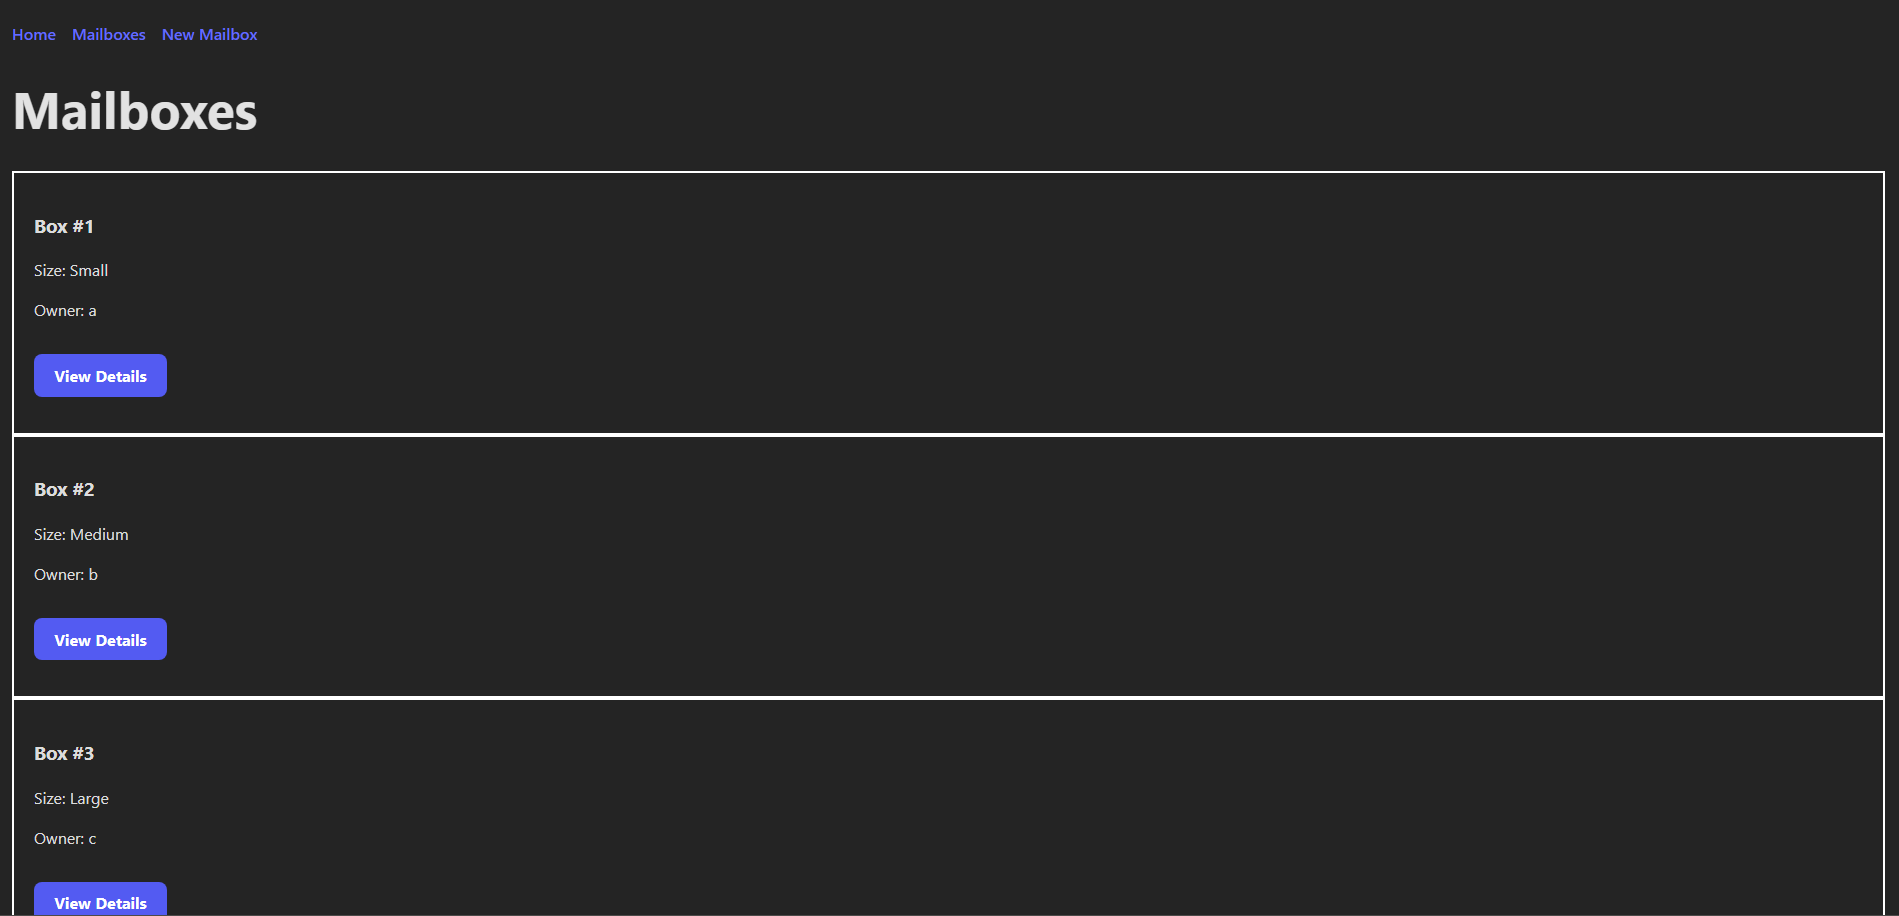 Home Mailboxes New Mailbox
Mailboxes
Box #1
Size: Small
Owner: a
View Details
Box #2
Size: Medium
Owner: b
View Details
Box #3
Size: Large
Owner: c
View Details